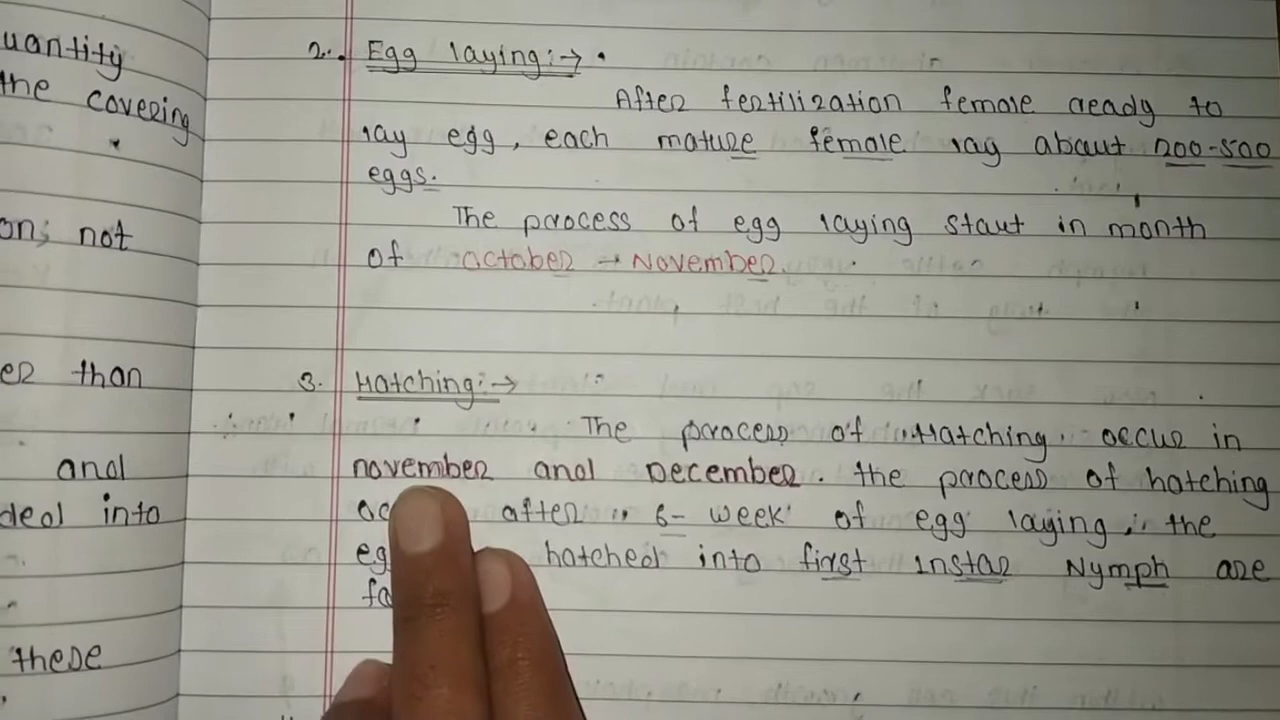 uantity
the covering
on, not
er than
and
ded into
these
2. Egg laying:→
After fertilization female ready to
lay egg, each mature female lay about 200-500
eggs.
The process of egg laying start in month
of October → November.
3. Hatching:→
The process of Hatching occur in
november and December. the process of hatching
after 6- week of egg laying, the
hatched into first Instar Nymph are